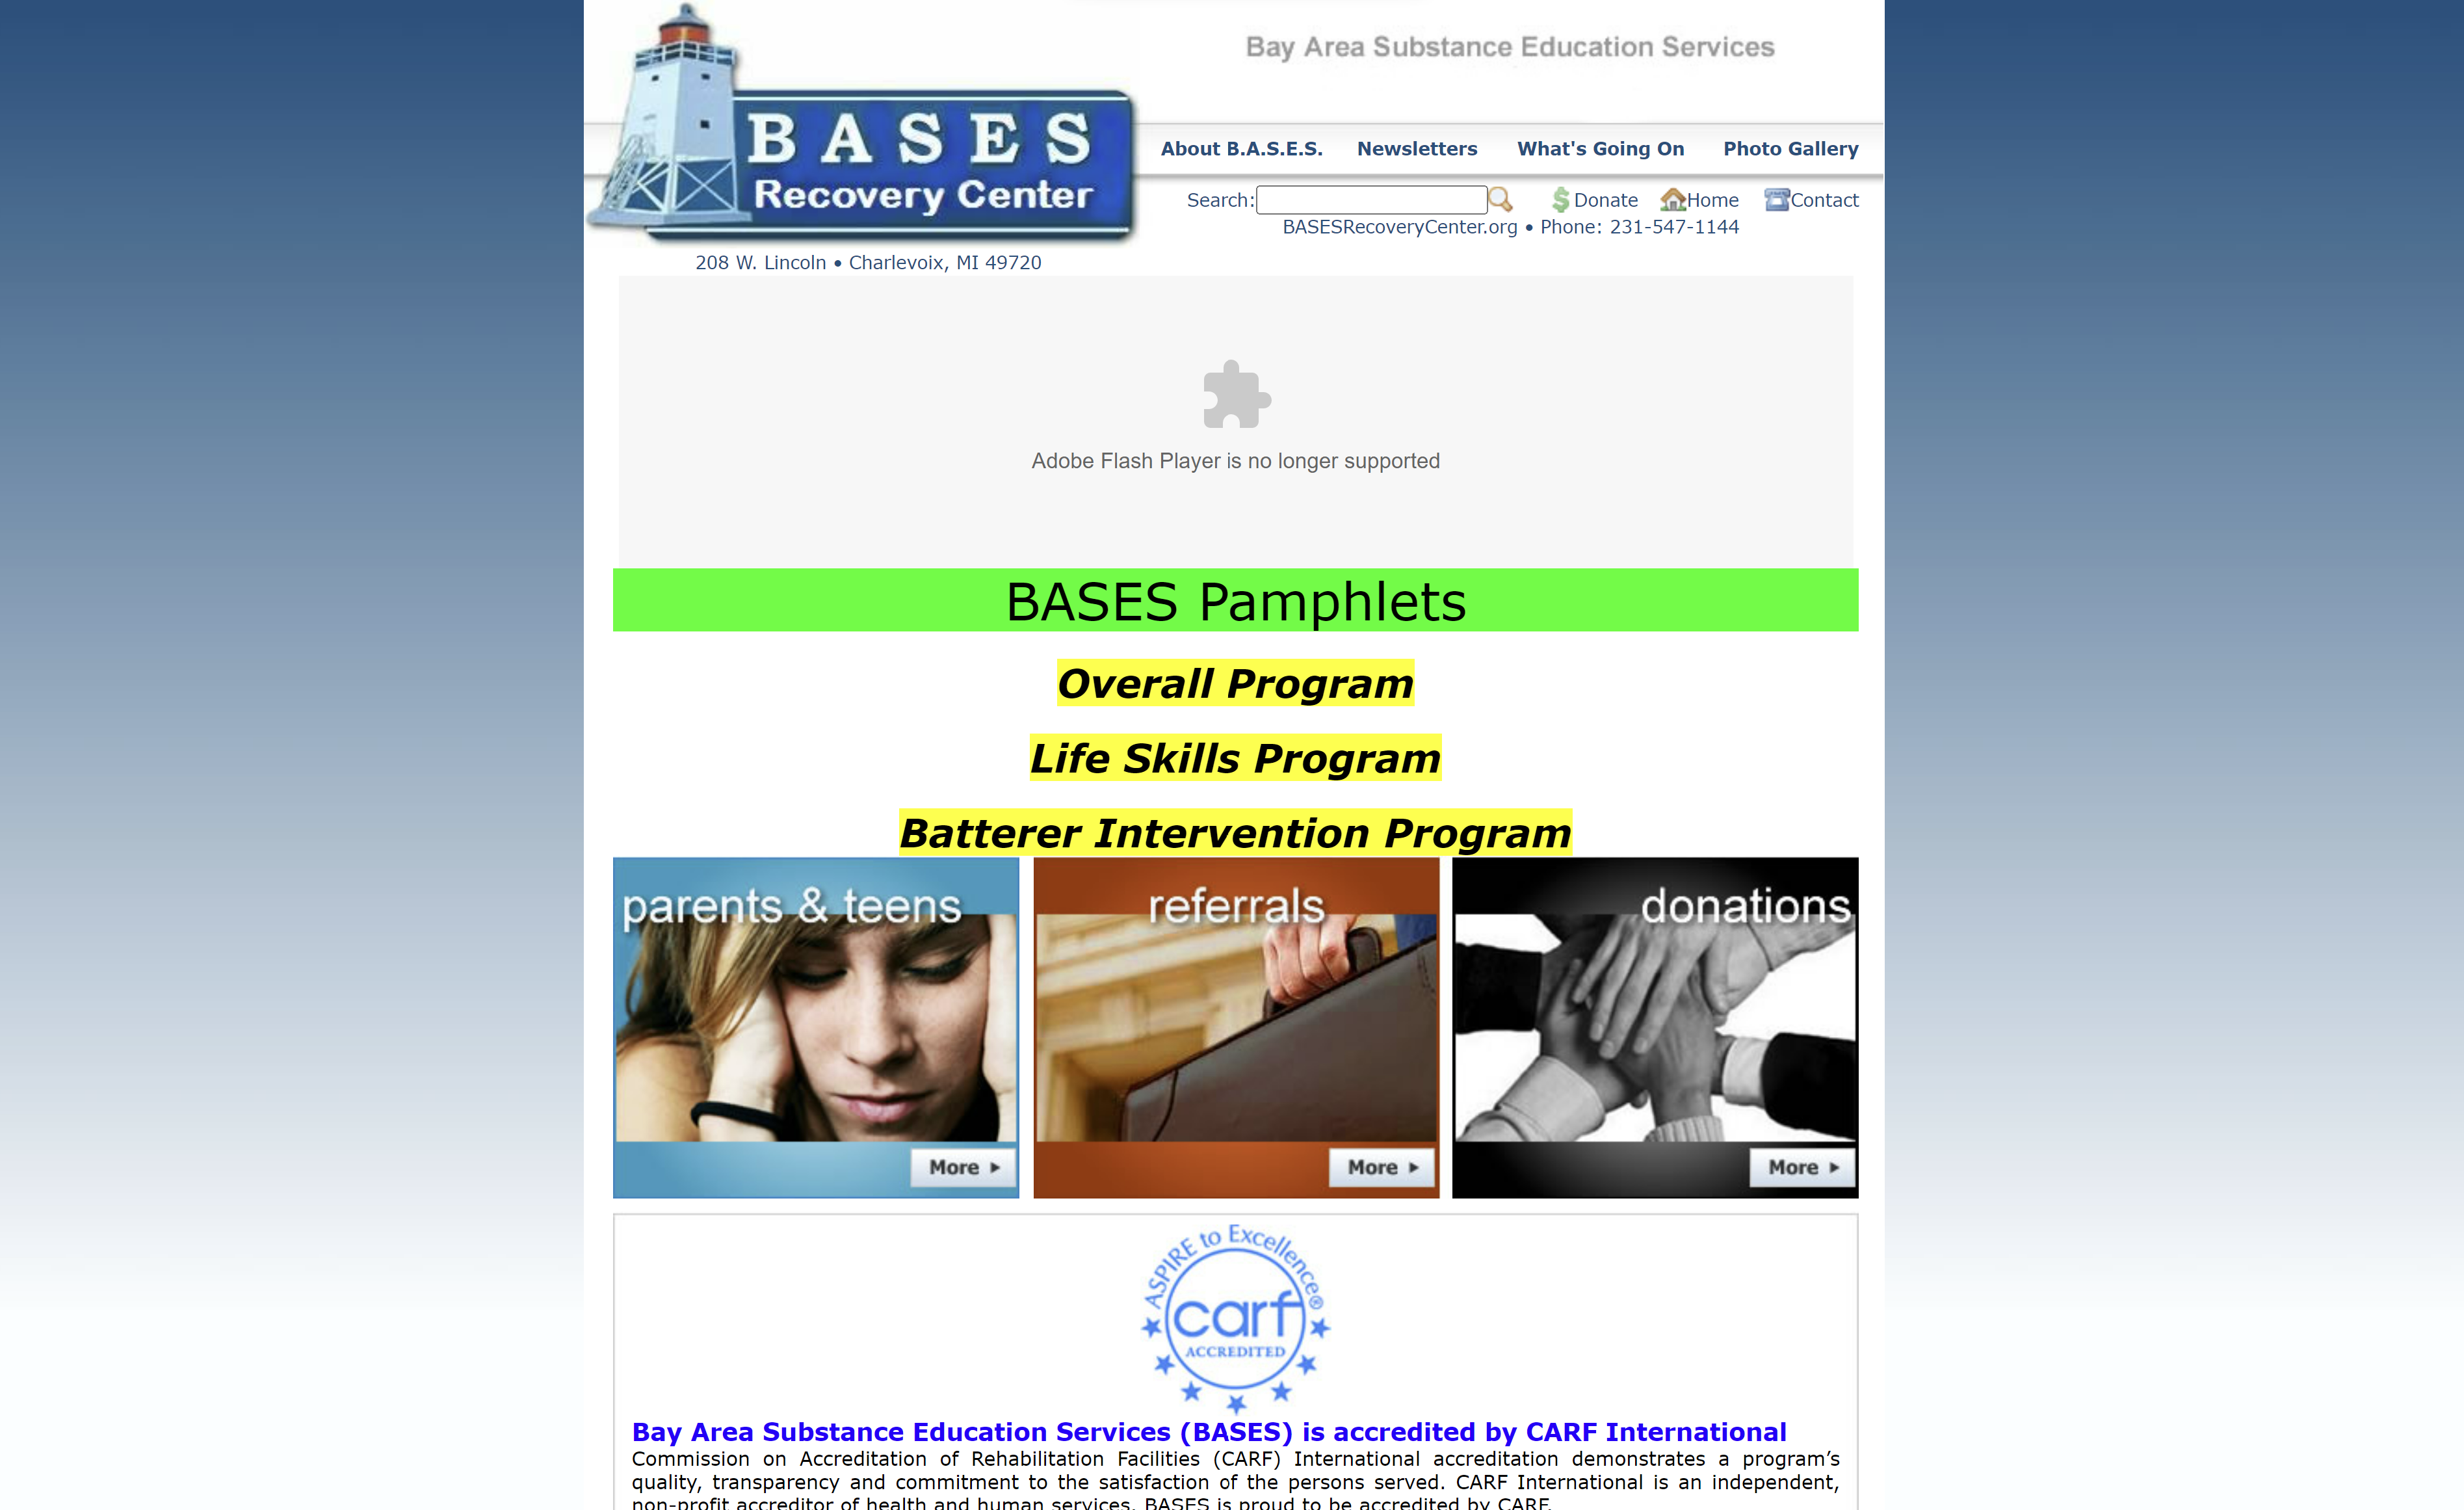 Bay Area Substance Education Services
BASES
Recovery Center
About B.A.S.E.S. Newsletters What's Going On Photo Gallery
Search: Donate Home Contact
BASESRecoveryCenter.org • Phone: 231-547-1144
208 W. Lincoln • Charlevoix, MI 49720
Adobe Flash Player is no longer supported
BASES Pamphlets
Overall Program
Life Skills Program
Batterer Intervention Program
parents & teens
More
referrals
More
donations
More
ASPIRE to Excellence®
carf
ACCREDITED
Bay Area Substance Education Services (BASES) is accredited by CARF International
Commission on Accreditation of Rehabilitation Facilities (CARF) International accreditation demonstrates a program’s
quality, transparency and commitment to the satisfaction of the persons served. CARF International is an independent,
non-profit accreditor of health and human services. BASES is proud to be accredited by CARF.